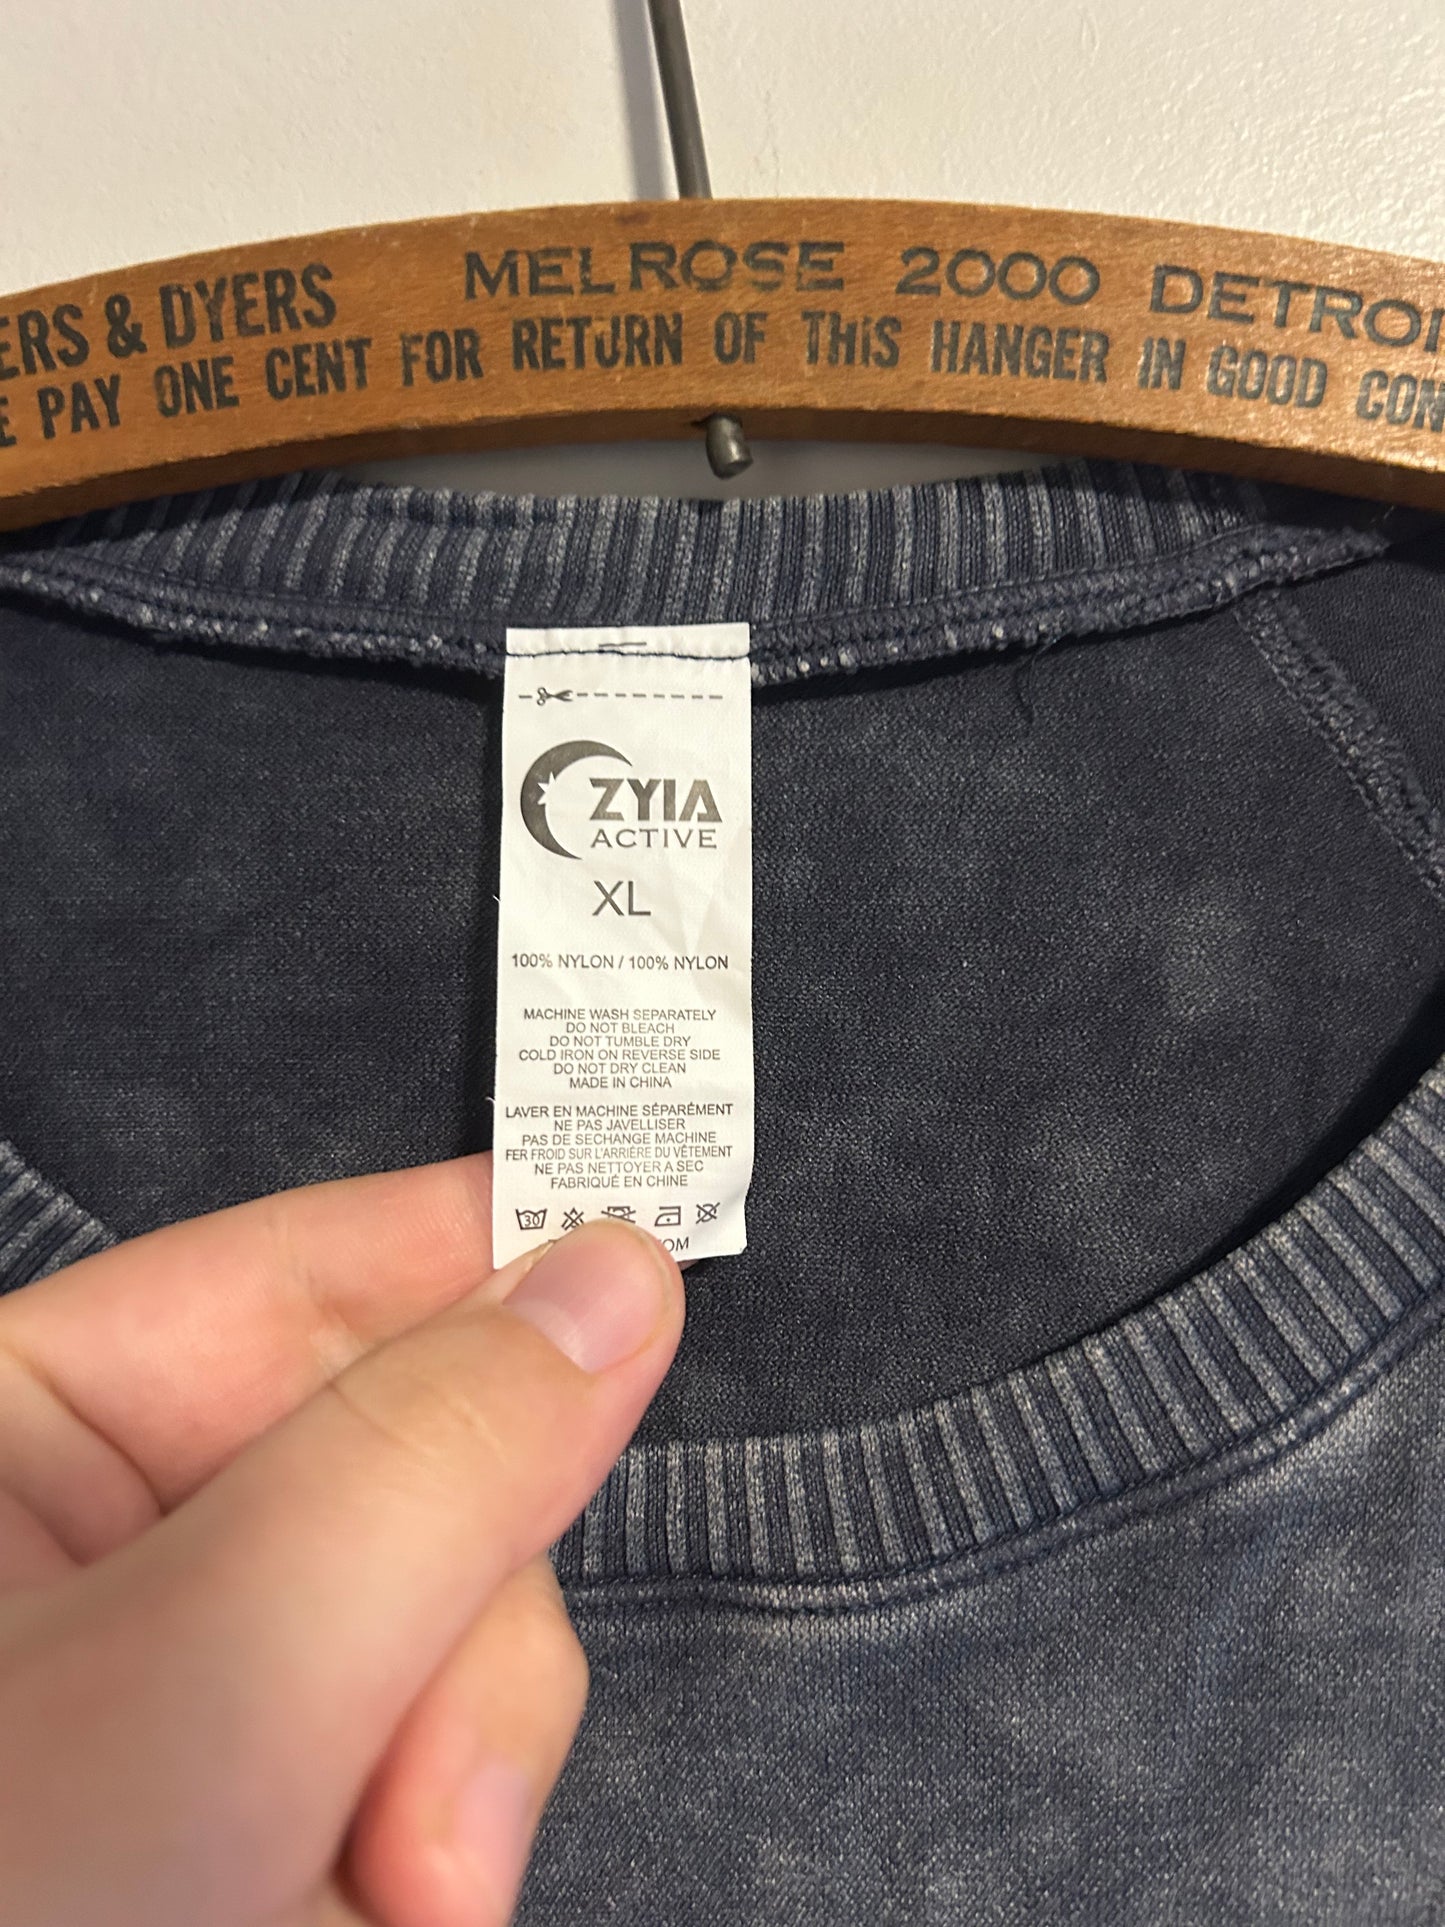 & DYERS MELROSE 2000
PAY ONE CENT FOR RETURN OF THIS HANGER IN GOOD
ZYIA
ACTIVE
XL
100% NYLON / 100% NYLON
MACHINE WASH SEPARATELY
DO NOT BLEACH
DO NOT TUMBLE DRY
COLD IRON ON REVERSE SIDE
DO NOT DRY CLEAN
MADE IN CHINA
LAVER EN MACHINE SÉPARÉMENT
NE PAS JAVELLISER
PAS DE SECHANGE MACHINE
FER FROID SUR L'ARRIÈRE DU VÊTEMENT
NE PAS NETTOYER A SEC
FABRIQUÉ EN CHINE
30